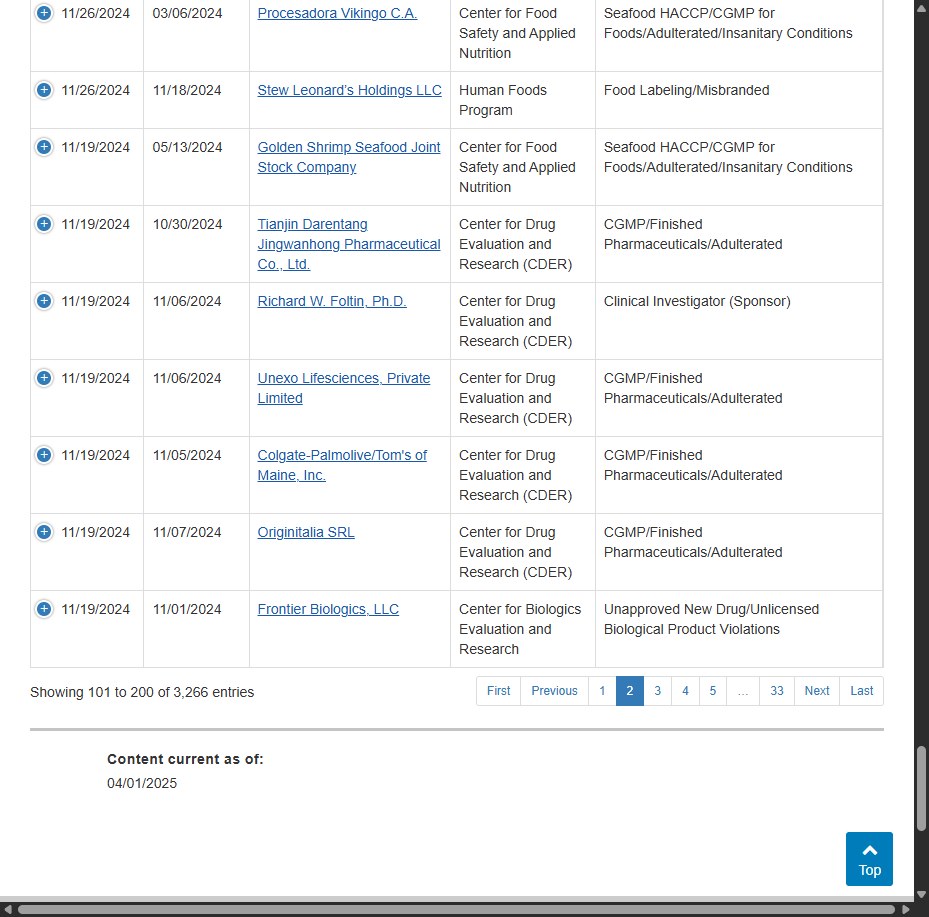 11/26/2024 03/06/2024 Procesadora Vikingo C.A. Center for Food Seafood HACCP/CGMP for
Safety and Applied Foods/Adulterated/Insanitary Conditions
Nutrition
11/26/2024 11/18/2024 Stew Leonard's Holdings LLC Human Foods Food Labeling/Misbranded
Program
11/19/2024 05/13/2024 Golden Shrimp Seafood Joint Center for Food Seafood HACCP/CGMP for
Stock Company Safety and Applied Foods/Adulterated/Insanitary Conditions
Nutrition
11/19/2024 10/30/2024 Tianjin Darentang Center for Drug CGMP/Finished
Jingwanhong Pharmaceutical Evaluation and Pharmaceuticals/Adulterated
Co., Ltd. Research (CDER)
11/19/2024 11/06/2024 Richard W. Foltin, Ph.D. Center for Drug Clinical Investigator (Sponsor)
Evaluation and
Research (CDER)
11/19/2024 11/06/2024 Unexo Lifesciences, Private Center for Drug CGMP/Finished
Limited Evaluation and Pharmaceuticals/Adulterated
Research (CDER)
11/19/2024 11/05/2024 Colgate-Palmolive/Tom's of Center for Drug CGMP/Finished
Maine, Inc. Evaluation and Pharmaceuticals/Adulterated
Research (CDER)
11/19/2024 11/07/2024 Originitalia SRL Center for Drug CGMP/Finished
Evaluation and Pharmaceuticals/Adulterated
Research (CDER)
11/19/2024 11/01/2024 Frontier Biologics, LLC Center for Biologics Unapproved New Drug/Unlicensed
Evaluation and Biological Product Violations
Research
Showing 101 to 200 of 3,266 entries First Previous 1 2 3 4 5 … 33 Next Last
Content current as of:
04/01/2025
Top